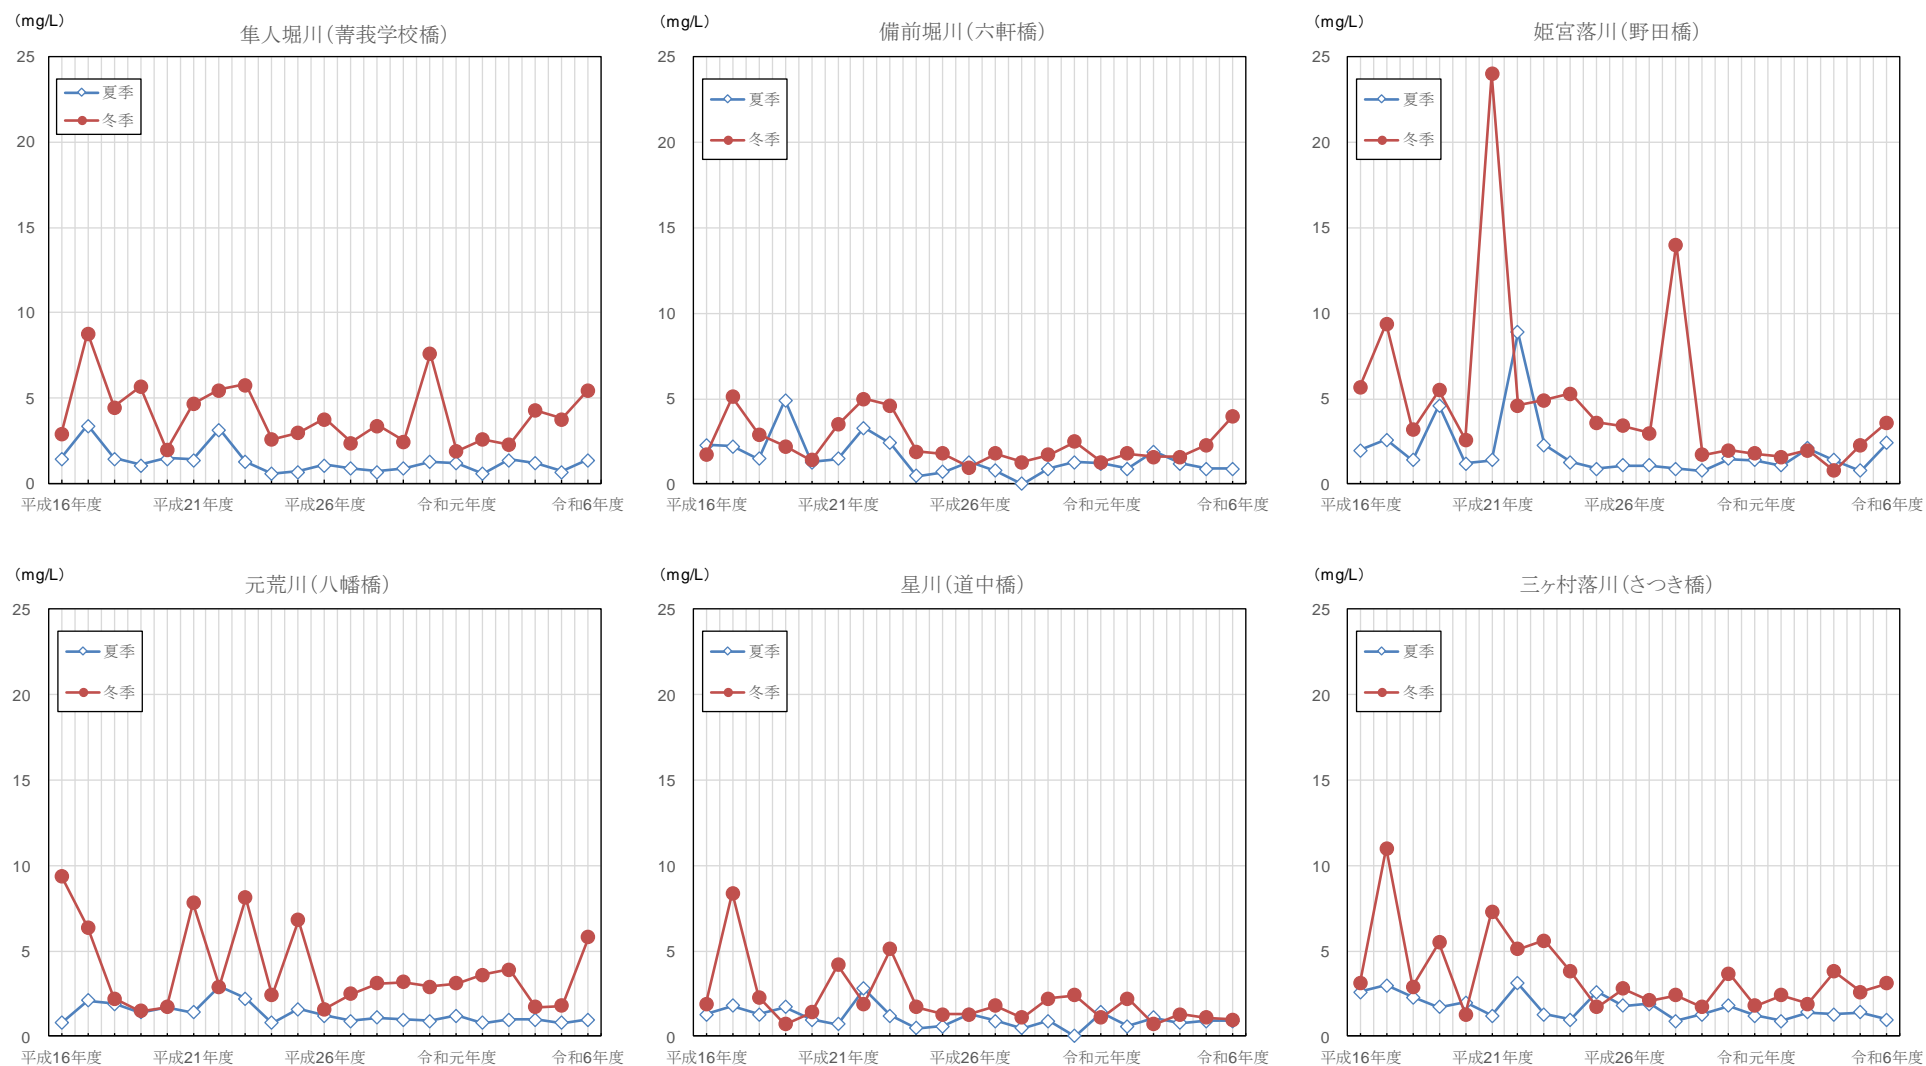 (mg/L)
隼人堀川（菁莪学校橋）
25
20
15
10
5
0
夏季
冬季
平成16年度
平成21年度
平成26年度
令和元年度
令和6年度
(mg/L)
備前堀川（六軒橋）
25
20
15
10
5
0
夏季
冬季
平成16年度
平成21年度
平成26年度
令和元年度
令和6年度
(mg/L)
姫宮落川（野田橋）
25
20
15
10
5
0
夏季
冬季
平成16年度
平成21年度
平成26年度
令和元年度
令和6年度
(mg/L)
元荒川（八幡橋）
25
20
15
10
5
0
夏季
冬季
平成16年度
平成21年度
平成26年度
令和元年度
令和6年度
(mg/L)
星川（道中橋）
25
20
15
10
5
0
夏季
冬季
平成16年度
平成21年度
平成26年度
令和元年度
令和6年度
(mg/L)
三ヶ村落川（さつき橋）
25
20
15
10
5
0
夏季
冬季
平成16年度
平成21年度
平成26年度
令和元年度
令和6年度